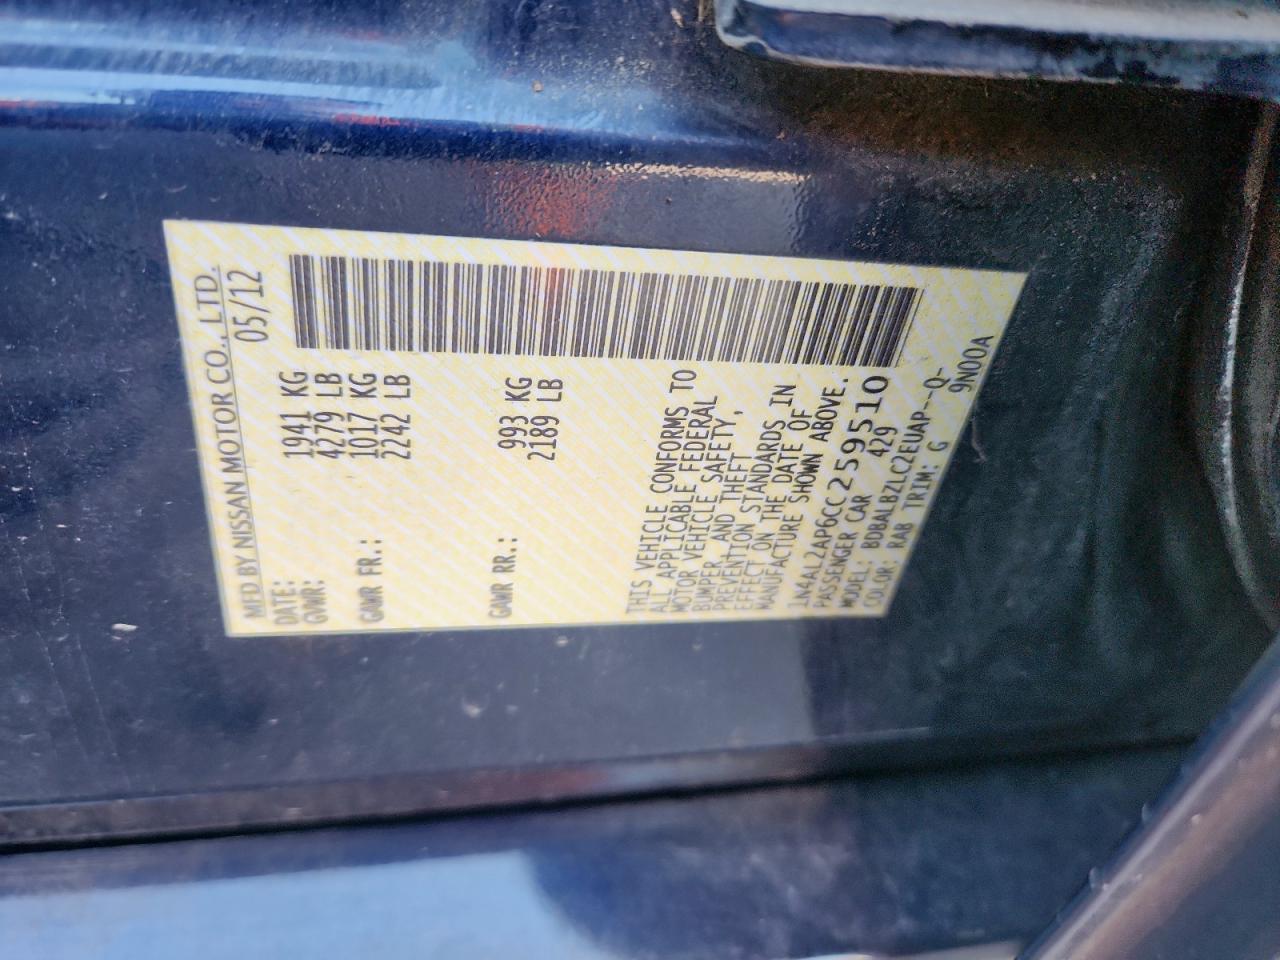 MFD BY NISSAN MOTOR CO., LTD.
DATE: 05/12
GVWR: 1941 KG
4279 LB
GAWR FR.: 1017 KG
2242 LB
GAWR RR.: 993 KG
2189 LB
THIS VEHICLE CONFORMS TO
ALL APPLICABLE FEDERAL
MOTOR VEHICLE SAFETY,
BUMPER, AND THEFT
PREVENTION STANDARDS IN
EFFECT ON THE DATE OF
MANUFACTURE SHOWN ABOVE.
1N4AL2AP6CC259510
PASSENGER CAR 429
MODEL: BDBALBZLC2EUAP--Q-
COLOR: RAB TRIM: G 9N00A